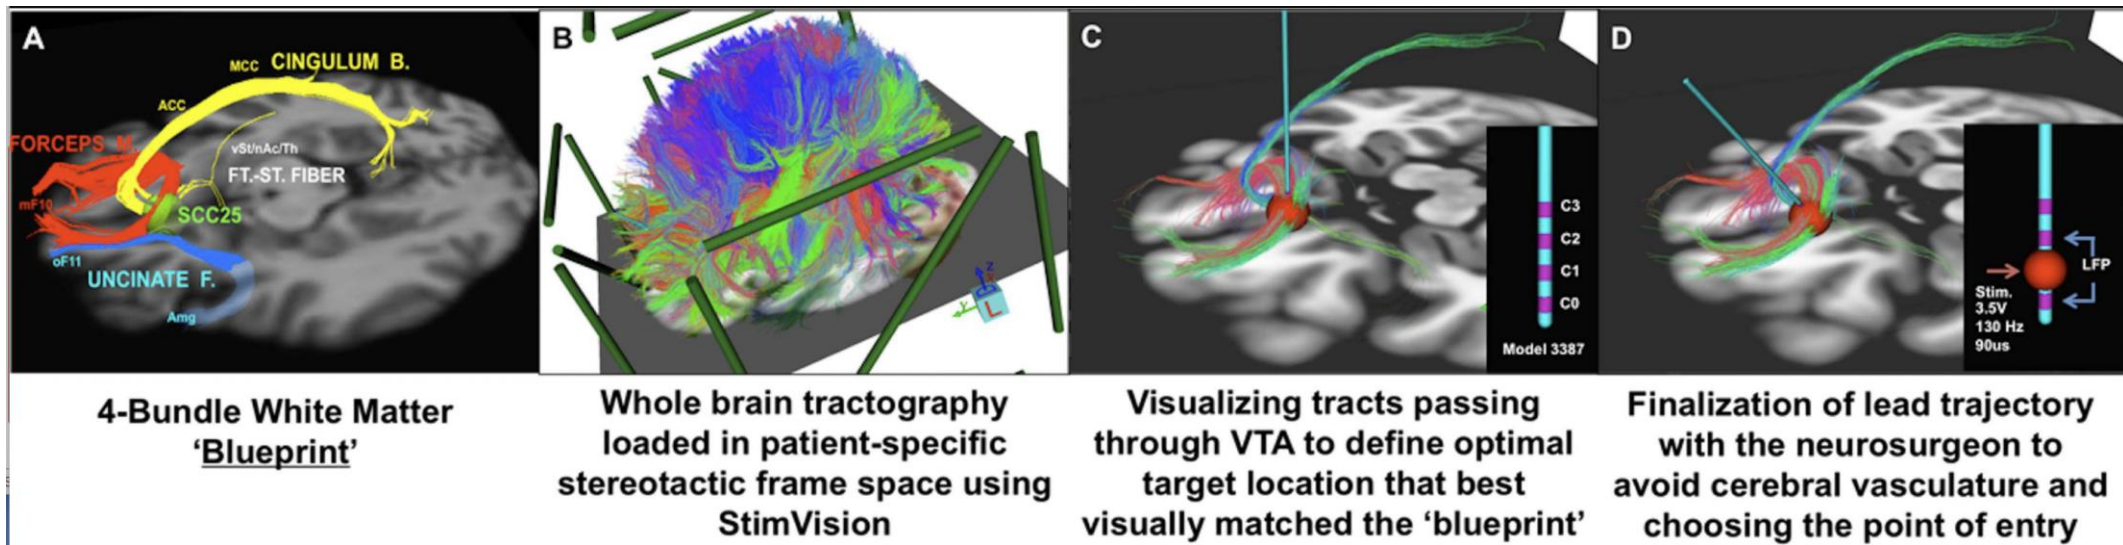 A
MCC CINGULUM B.
ACC
FORCEPS M.
vSt/nAc/Th
FT.-ST. FIBER
mF10
SCC25
oF11
UNCINATE F.
Amg
4-Bundle White Matter
‘Blueprint’
B
Z
Y
L
Whole brain tractography
loaded in patient-specific
stereotactic frame space using
StimVision
C
C3
C2
C1
C0
Model 3387
Visualizing tracts passing
through VTA to define optimal
target location that best
visually matched the ‘blueprint’
D
LFP
Stim.
3.5V
130 Hz
90us
Finalization of lead trajectory
with the neurosurgeon to
avoid cerebral vasculature and
choosing the point of entry